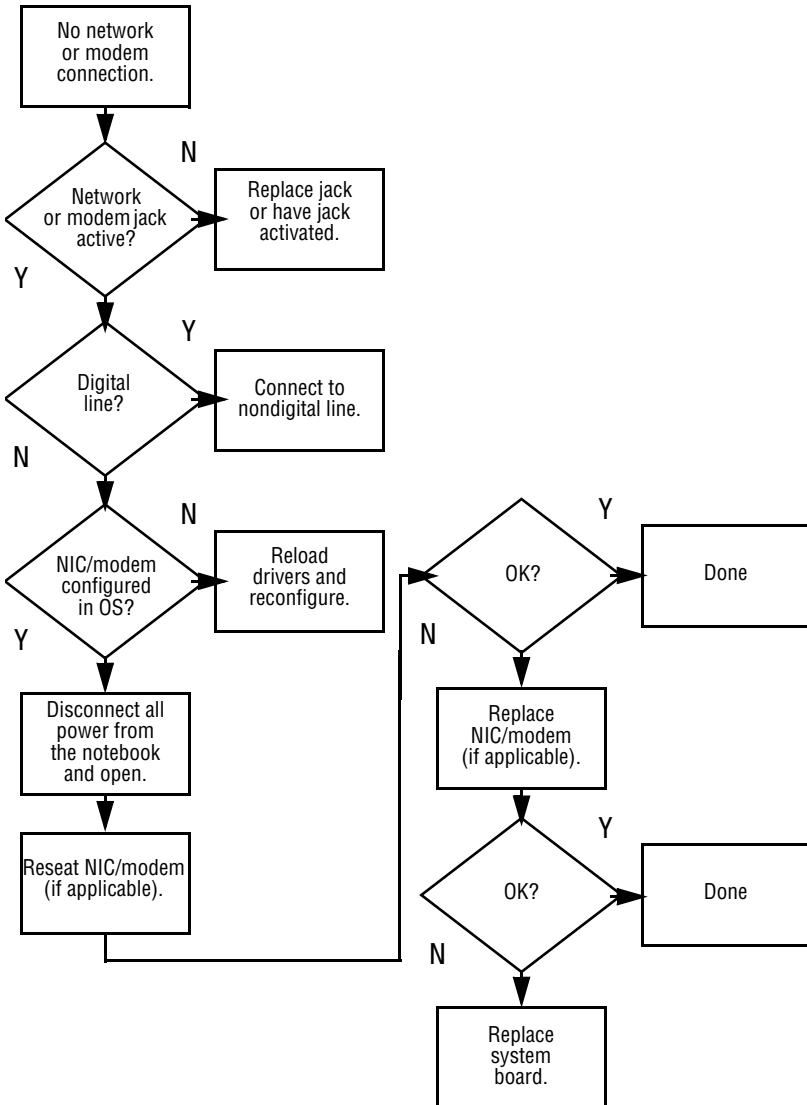 No network
or modem
connection.
N
Network
or modem jack
active?
Replace jack
or have jack
activated.
Y
Y
Digital
line?
Connect to
nondigital line.
N
N
NIC/modem
configured
in OS?
Reload
drivers and
reconfigure.
Y
Disconnect all
power from
the notebook
and open.
Reseat NIC/modem
(if applicable).
Y
OK?
Done
N
Replace
NIC/modem
(if applicable).
Y
OK?
Done
N
Replace
system
board.